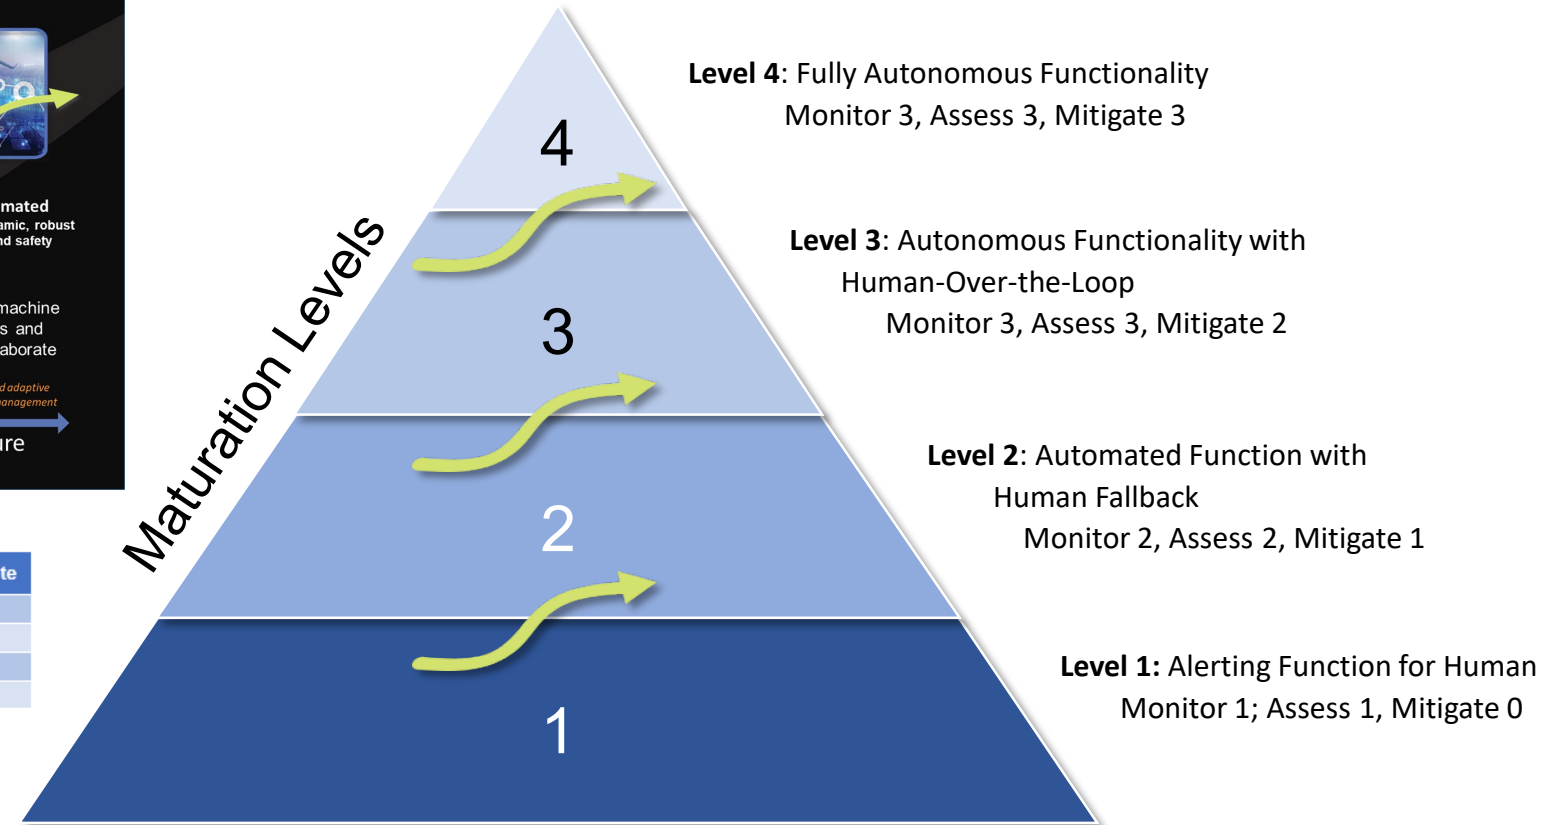 mated
amic, robust
nd safety
machine
s and
aborate
d adaptive
management
ure
te
Maturation Levels
4
3
2
1
Level 4: Fully Autonomous Functionality
Monitor 3, Assess 3, Mitigate 3
Level 3: Autonomous Functionality with
Human-Over-the-Loop
Monitor 3, Assess 3, Mitigate 2
Level 2: Automated Function with
Human Fallback
Monitor 2, Assess 2, Mitigate 1
Level 1: Alerting Function for Human
Monitor 1; Assess 1, Mitigate 0